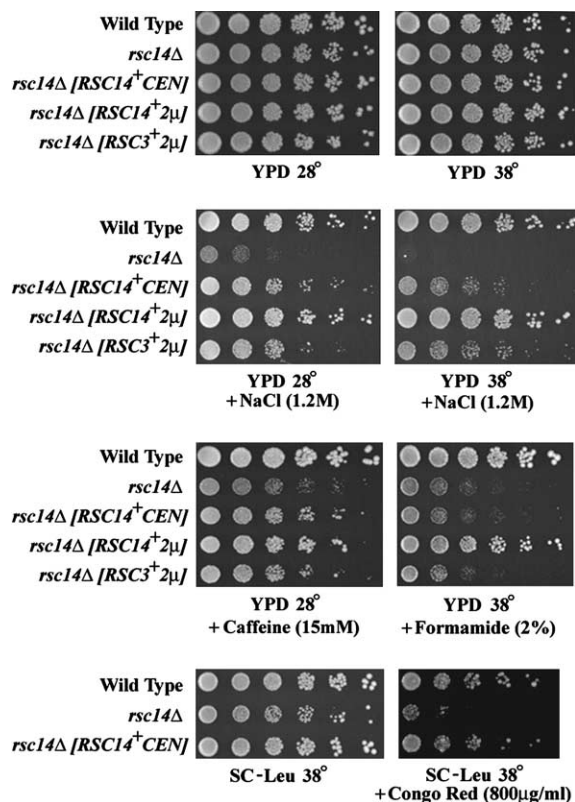 Wild Type
rsc14Δ
rsc14Δ [RSC14⁺CEN]
rsc14Δ [RSC14⁺2μ]
rsc14Δ [RSC3⁺2μ]
YPD 28°
YPD 38°
Wild Type
rsc14Δ
rsc14Δ [RSC14⁺CEN]
rsc14Δ [RSC14⁺2μ]
rsc14Δ [RSC3⁺2μ]
YPD 28°
+NaCl (1.2M)
YPD 38°
+NaCl (1.2M)
Wild Type
rsc14Δ
rsc14Δ [RSC14⁺CEN]
rsc14Δ [RSC14⁺2μ]
rsc14Δ [RSC3⁺2μ]
YPD 28°
+ Caffeine (15mM)
YPD 38°
+Formamide (2%)
Wild Type
rsc14Δ
rsc14Δ [RSC14⁺CEN]
SC-Leu 38°
SC-Leu 38°
+Congo Red (800μg/ml)